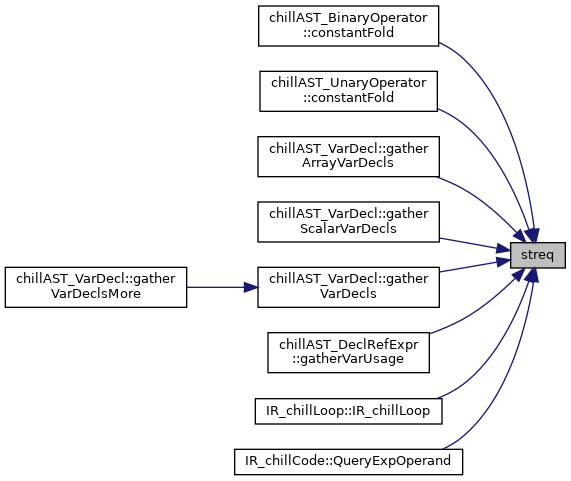 chillAST_BinaryOperator
::constantFold
chillAST_UnaryOperator
::constantFold
chillAST_VarDecl::gather
ArrayVarDecls
chillAST_VarDecl::gather
ScalarVarDecls
streq
chillAST_VarDecl::gather
VarDeclsMore
chillAST_VarDecl::gather
VarDecls
chillAST_DeclRefExpr
::gatherVarUsage
IR_chillLoop::IR_chillLoop
IR_chillCode::QueryExpOperand